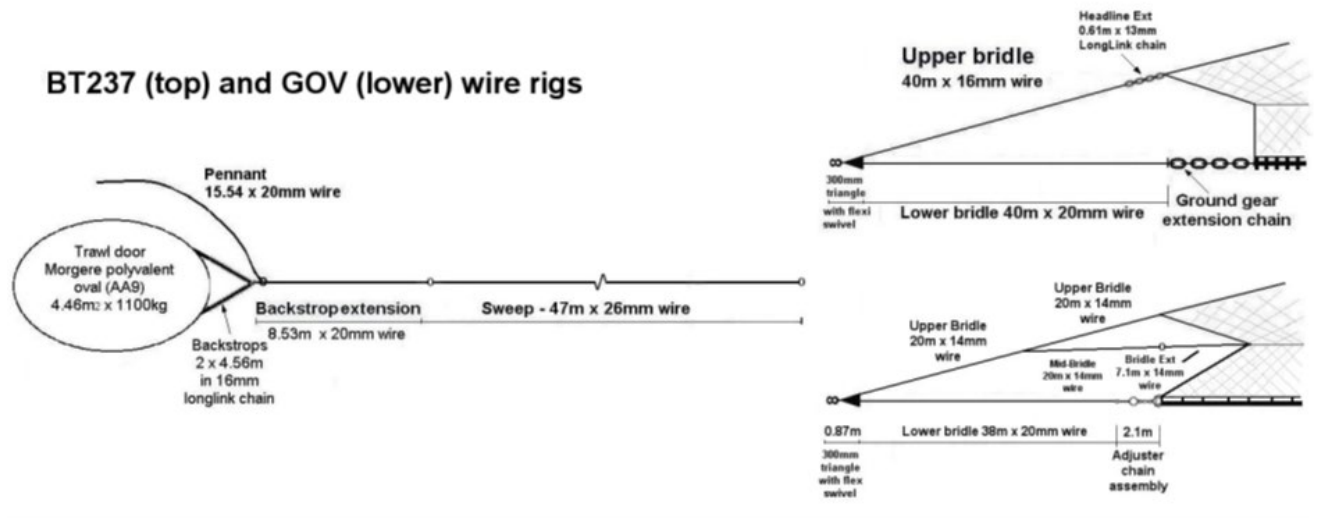 BT237 (top) and GOV (lower) wire rigs
Pennant
15.54 x 20mm wire
Trawl door
Morgere polyvalent
oval (AA9)
4.46m2 x 1100kg
Backstrop extension
8.53m x 20mm wire
Sweep - 47m x 26mm wire
Backstrops
2 x 4.56m
in 16mm
longlink chain
Headline Ext
0.61m x 13mm
LongLink chain
Upper bridle
40m x 16mm wire
300mm
triangle
with flexi
swivel
Lower bridle 40m x 20mm wire
Ground gear
extension chain
Upper Bridle
20m x 14mm
wire
Upper Bridle
20m x 14mm
wire
Mid-Bridle
20m x 14mm
wire
Bridle Ext
7.1m x 14mm
wire
0.87m
Lower bridle 38m x 20mm wire
2.1m
300mm
triangle
with flex
swivel
Adjuster
chain
assembly